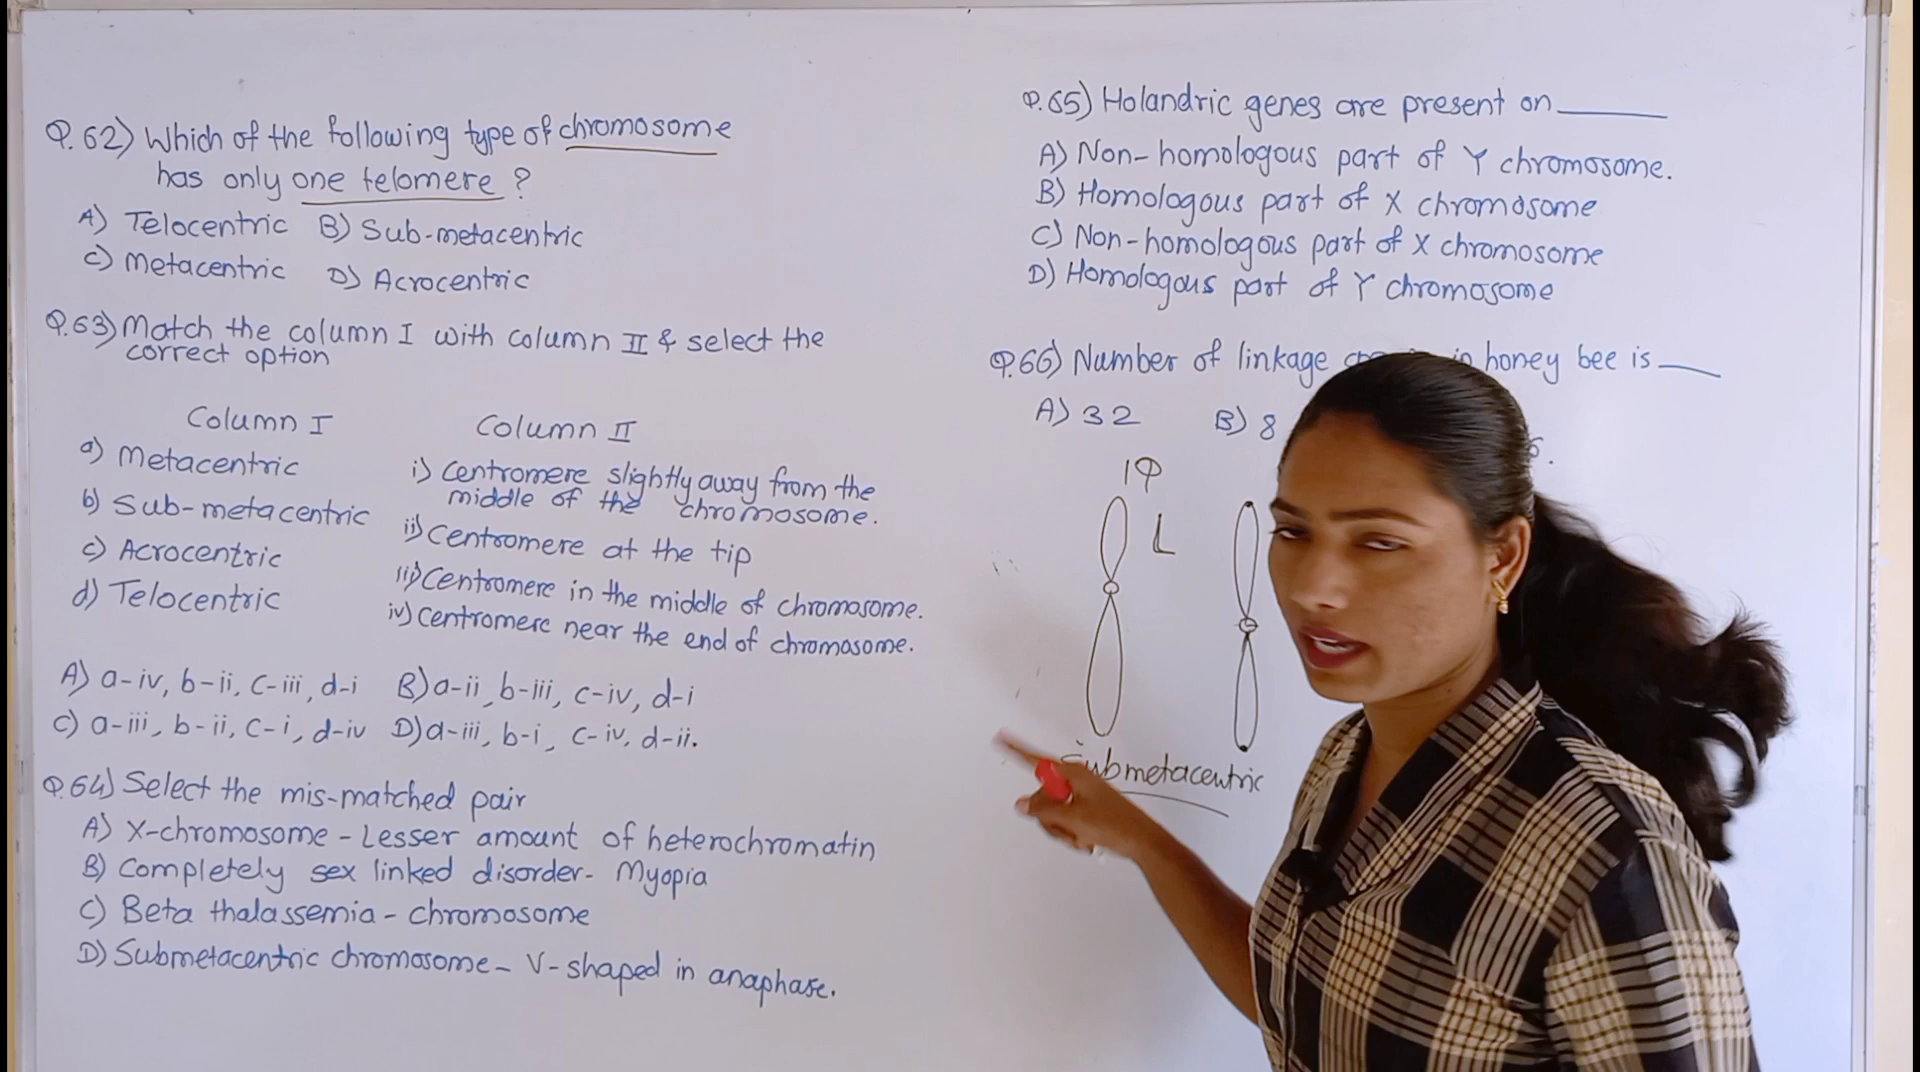 Q.62) Which of the following type of chromosome
has only one telomere ?
A) Telocentric B) Sub-metacentric
C) Metacentric D) Acrocentric
Q.63) Match the column I with column II & select the
correct option
Column I Column II
a) Metacentric
b) Sub-metacentric
c) Acrocentric
d) Telocentric
i) Centromere slightly away from the
middle of the chromosome.
ii) Centromere at the tip
iii) Centromere in the middle of chromosome.
iv) Centromere near the end of chromosome.
A) a-iv, b-ii, c-iii, d-i B) a-ii, b-iii, c-iv, d-i
C) a-iii, b-ii, c-i, d-iv D) a-iii, b-i, c-iv, d-ii.
Q.64) Select the mis-matched pair
A) X-chromosome - Lesser amount of heterochromatin
B) Completely sex linked disorder- Myopia
C) Beta thalassemia - chromosome
D) Submetacentric chromosome - V-shaped in anaphase.
Q.65) Holandric genes are present on ______
A) Non-homologous part of Y chromosome.
B) Homologous part of X chromosome
C) Non-homologous part of X chromosome
D) Homologous part of Y chromosome
Q.66) Number of linkage in honey bee is ____
A) 32 B) 8
L
Submetacentric